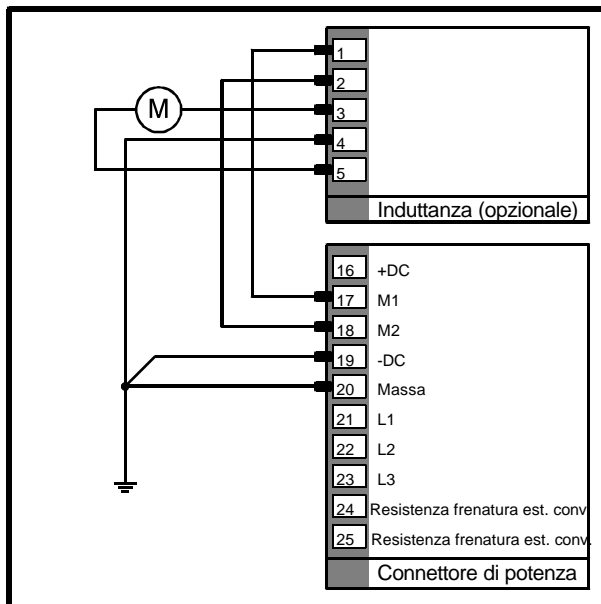 1
2
M
3
4
5
Induttanza (opzionale)
16 +DC
17 M1
18 M2
19 -DC
20 Massa
21 L1
22 L2
23 L3
24 Resistenza frenatura est. conv.
25 Resistenza frenatura est. conv.
Connettore di potenza